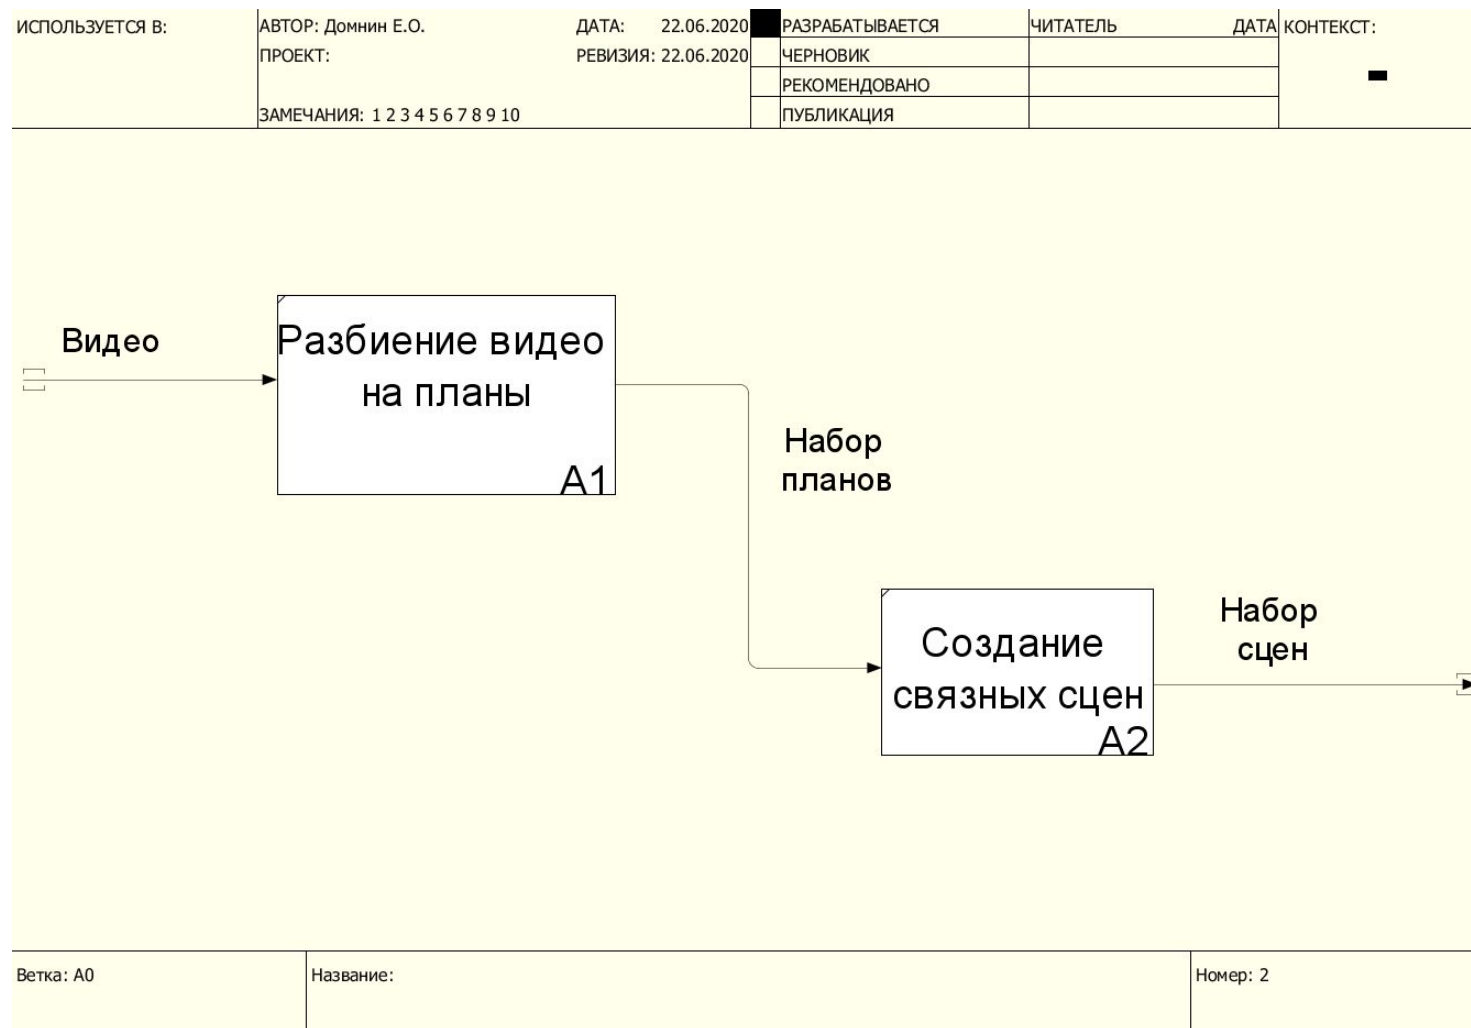 ИСПОЛЬЗУЕТСЯ В:
АВТОР: Домнин Е.О.
ДАТА: 22.06.2020
РАЗРАБАТЫВАЕТСЯ
ЧИТАТЕЛЬ
ДАТА
КОНТЕКСТ:
ПРОЕКТ:
РЕВИЗИЯ: 22.06.2020
ЧЕРНОВИК
РЕКОМЕНДОВАНО
ЗАМЕЧАНИЯ: 1 2 3 4 5 6 7 8 9 10
ПУБЛИКАЦИЯ
Видео
Разбиение видео
на планы
A1
Набор
планов
Создание
связных сцен
A2
Набор
сцен
Ветка: A0
Название:
Номер: 2